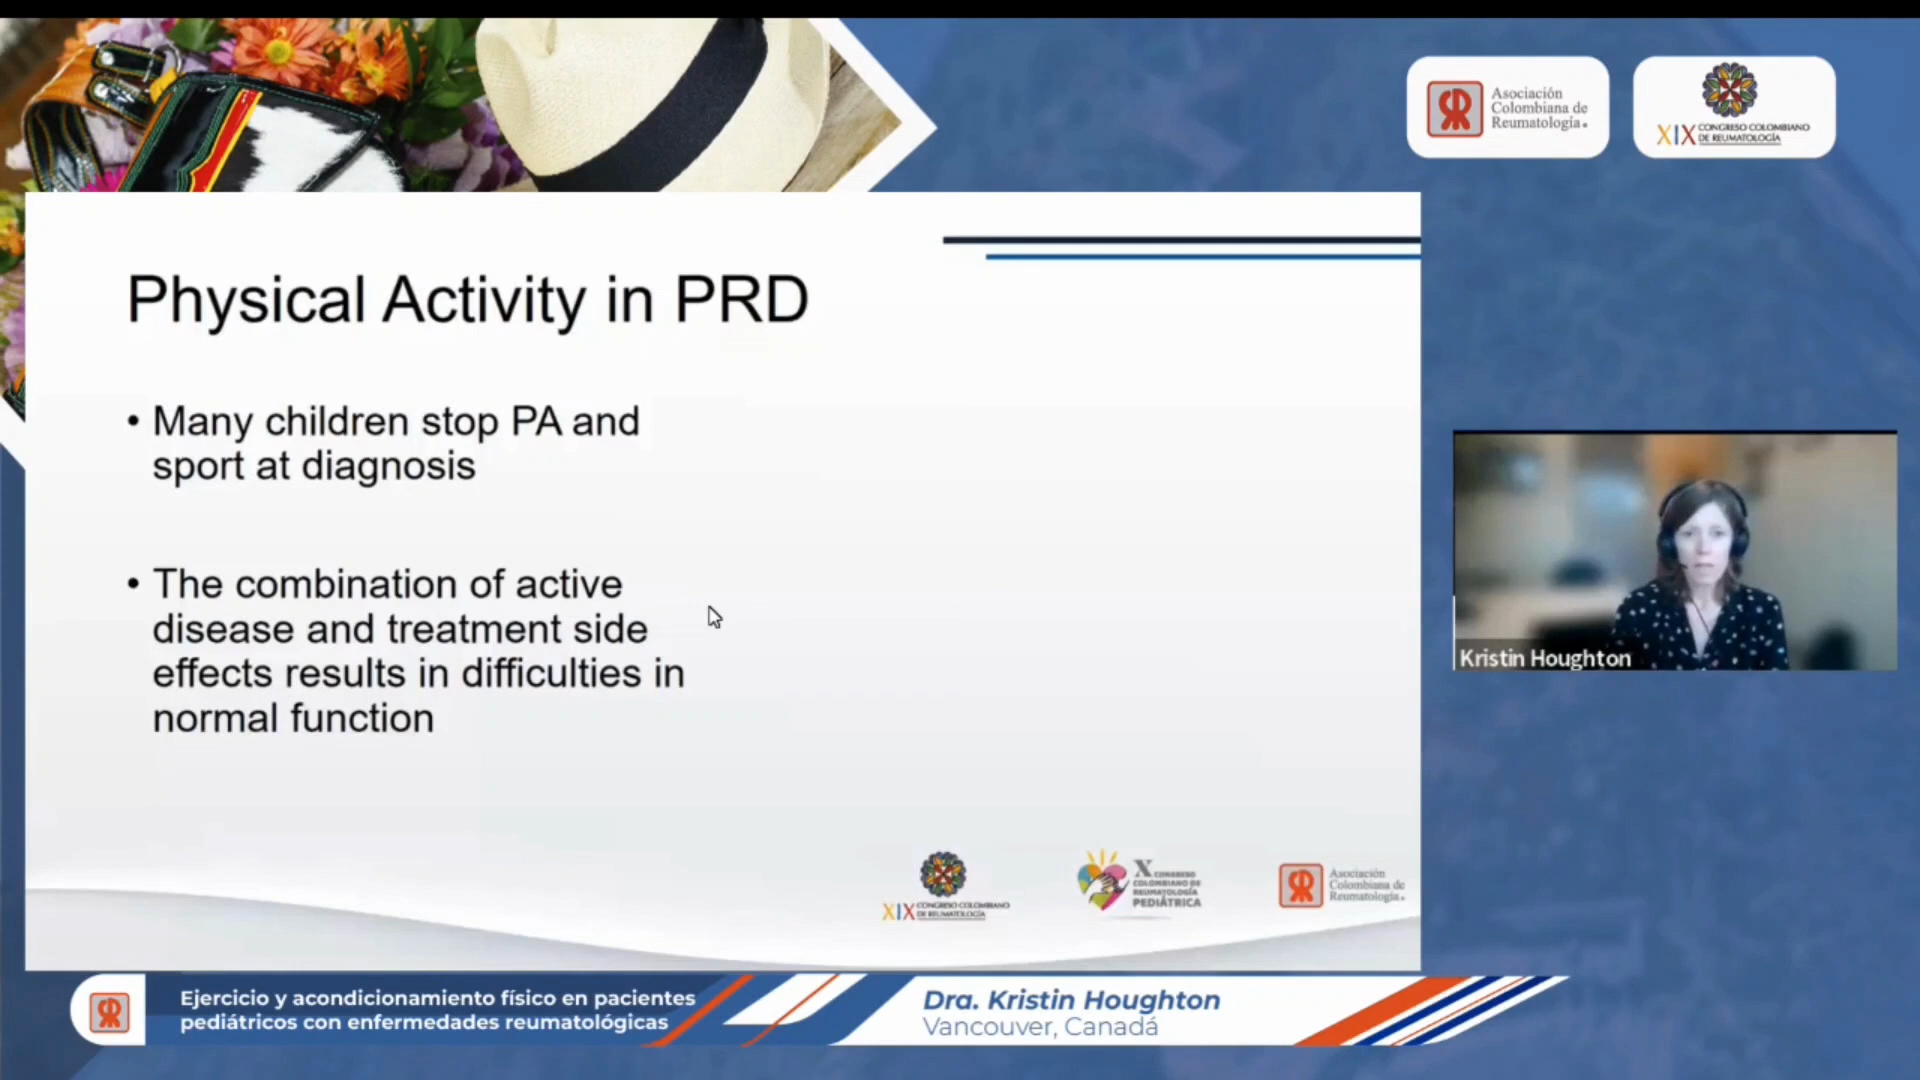 Asociación
Colombiana de
Reumatología.
XIX CONGRESO COLOMBIANO
DE REUMATOLOGÍA
Physical Activity in PRD
• Many children stop PA and
sport at diagnosis
• The combination of active
disease and treatment side
effects results in difficulties in
normal function
Kristin Houghton
XIX CONGRESO COLOMBIANO
DE REUMATOLOGÍA
X CONGRESO
COLOMBIANO DE
REUMATOLOGÍA
PEDIÁTRICA
Asociación
Colombiana de
Reumatología.
Ejercicio y acondicionamiento físico en pacientes
pediátricos con enfermedades reumatológicas
Dra. Kristin Houghton
Vancouver, Canadá